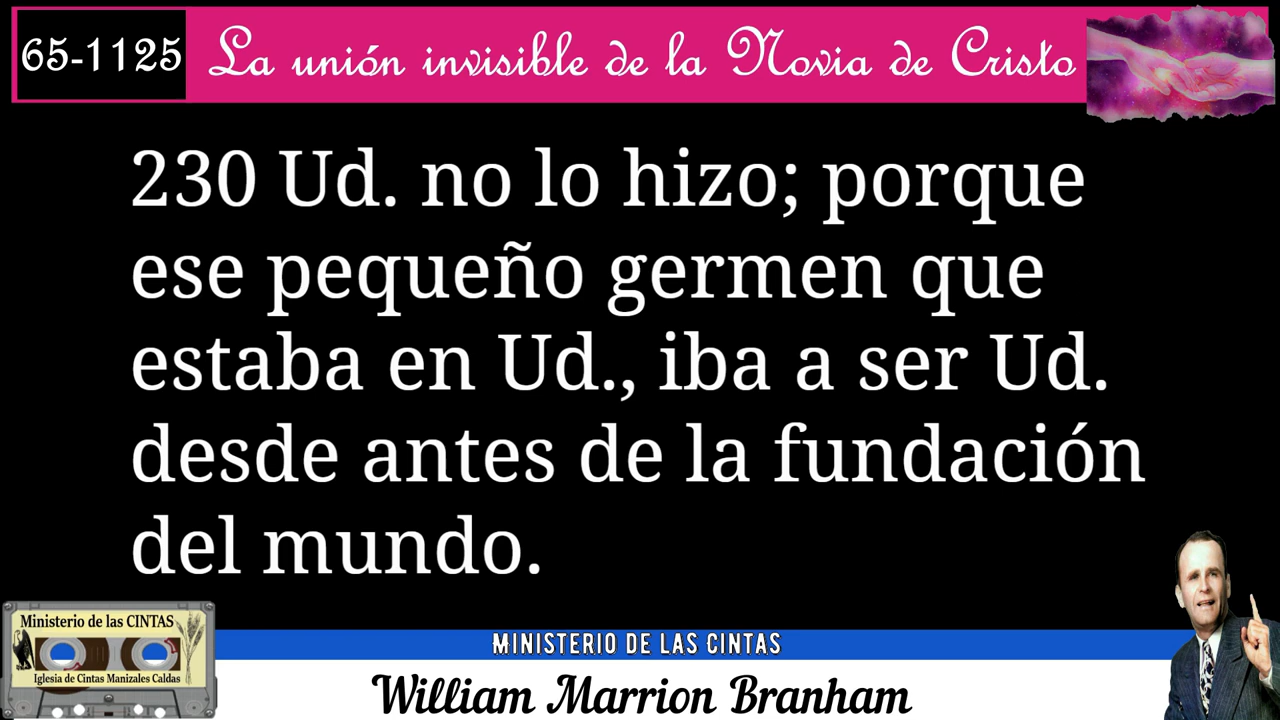 65-1125
La unión invisible de la Novia de Cristo
230 Ud. no lo hizo; porque
ese pequeño germen que
estaba en Ud., iba a ser Ud.
desde antes de la fundación
del mundo.
Ministerio de las CINTAS
Iglesia de Cintas Manizales Caldas
MINISTERIO DE LAS CINTAS
William Marrion Branham